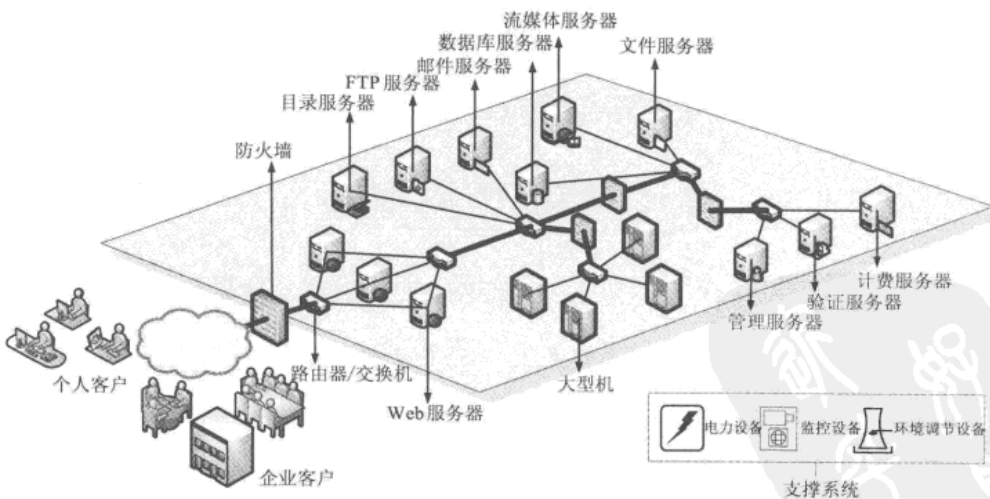 流媒体服务器
数据库服务器
文件服务器
邮件服务器
FTP服务器
目录服务器
防火墙
计费服务器
验证服务器
管理服务器
路由器/交换机
大型机
个人客户
Web服务器
电力设备
监控设备
环境调节设备
企业客户
支撑系统